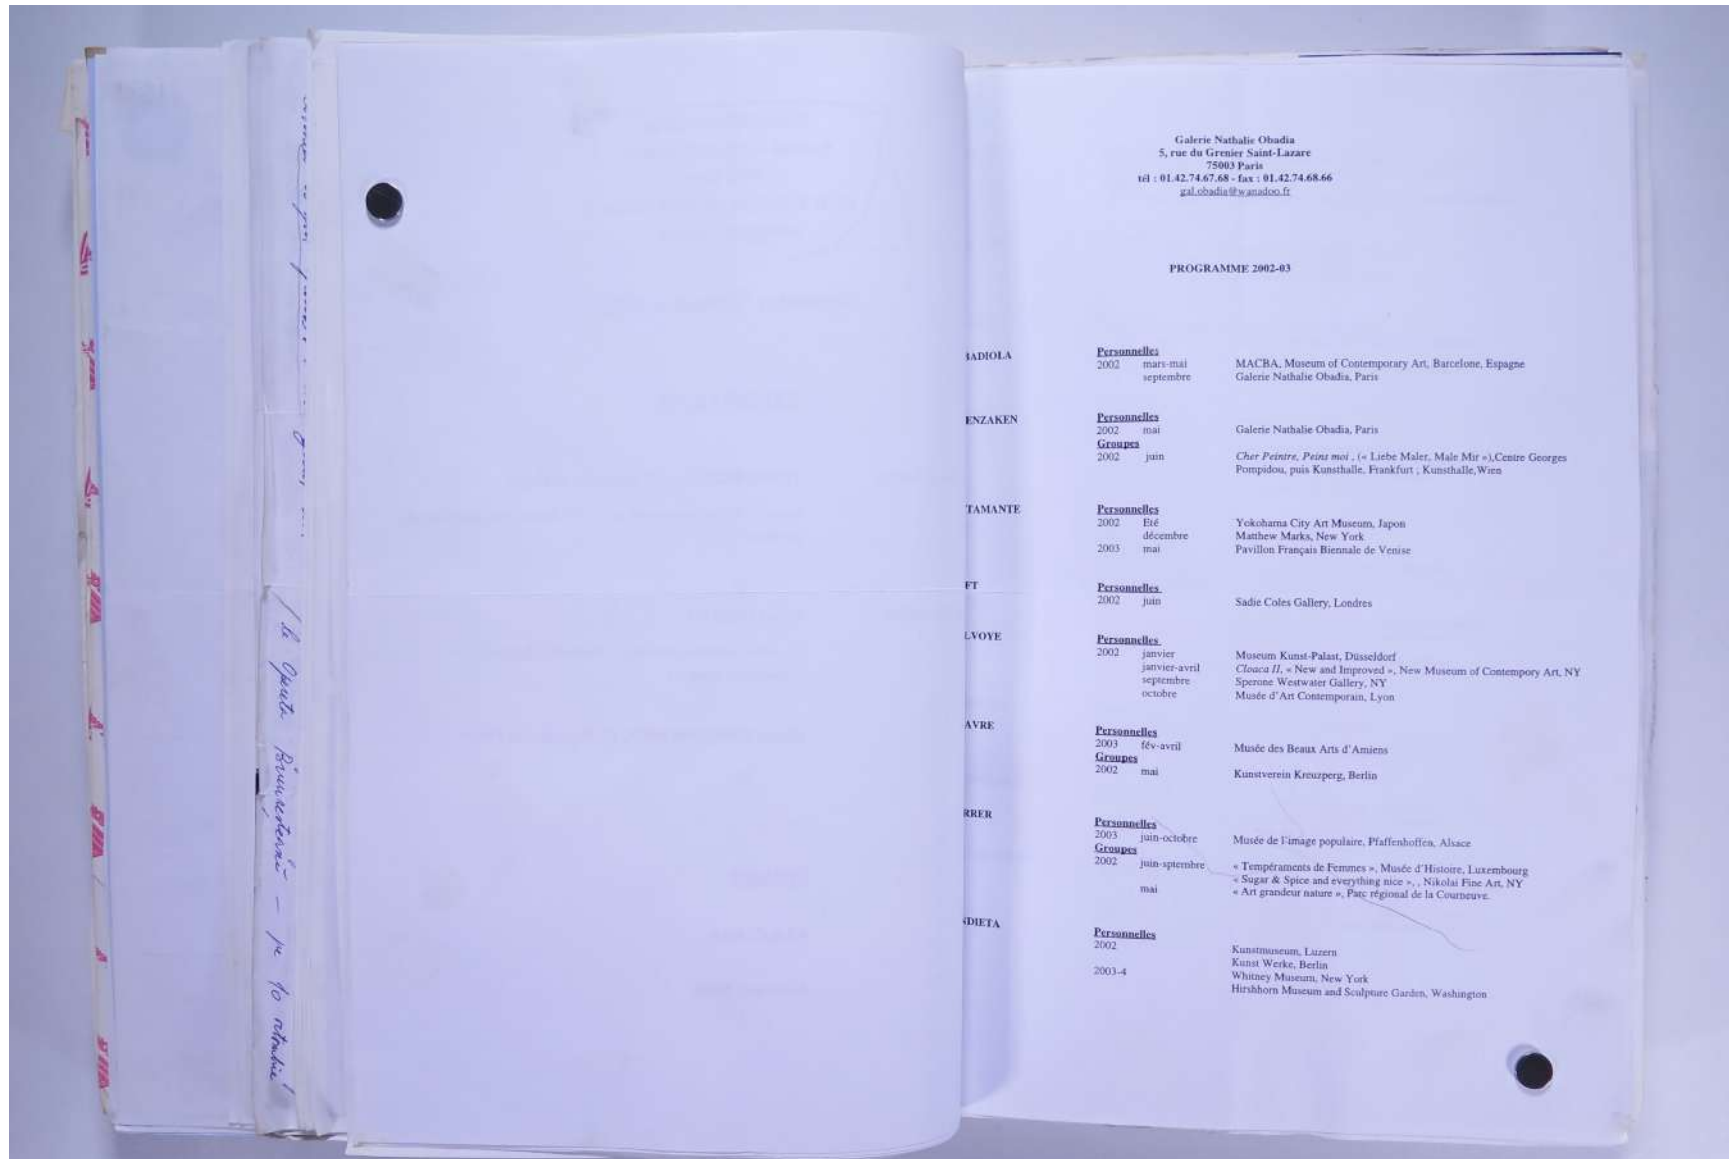 / la Gaieta
pe 10
Galerie Nathalie Obadia
5, rue du Grenier Saint-Lazare
75003 Paris
tél : 01.42.74.67.68 - fax : 01.42.74.68.66
gal.obadia@wanadoo.fr
PROGRAMME 2002-03
BADIOLA Personnelles
2002 mars-mai MACBA, Museum of Contemporary Art, Barcelone, Espagne
septembre Galerie Nathalie Obadia, Paris
ENZAKEN Personnelles
2002 mai Galerie Nathalie Obadia, Paris
Groupes
2002 juin Cher Peintre, Peins moi , (« Liebe Maler, Male Mir »),Centre Georges
Pompidou, puis Kunsthalle, Frankfurt ; Kunsthalle,Wien
TAMANTE Personnelles
2002 Eté Yokohama City Art Museum, Japon
décembre Matthew Marks, New York
2003 mai Pavillon Français Biennale de Venise
FT Personnelles
2002 juin Sadie Coles Gallery, Londres
LVOYE Personnelles
2002 janvier Museum Kunst-Palast, Düsseldorf
janvier-avril Cloaca II, « New and Improved », New Museum of Contempory Art, NY
septembre Sperone Westwater Gallery, NY
octobre Musée d'Art Contemporain, Lyon
AVRE Personnelles
2003 fév-avril Musée des Beaux Arts d'Amiens
Groupes
2002 mai Kunstverein Kreuzperg, Berlin
RRER Personnelles
2003 juin-octobre Musée de l'image populaire, Pfaffenhoffen, Alsace
Groupes
2002 juin-sptembre « Tempéraments de Femmes », Musée d'Histoire, Luxembourg
« Sugar & Spice and everything nice », , Nikolai Fine Art, NY
mai « Art grandeur nature », Parc régional de la Courneuve.
NDIETA Personnelles
2002 Kunstmuseum, Luzern
Kunst Werke, Berlin
2003-4 Whitney Museum, New York
Hirshhorn Museum and Sculpture Garden, Washington